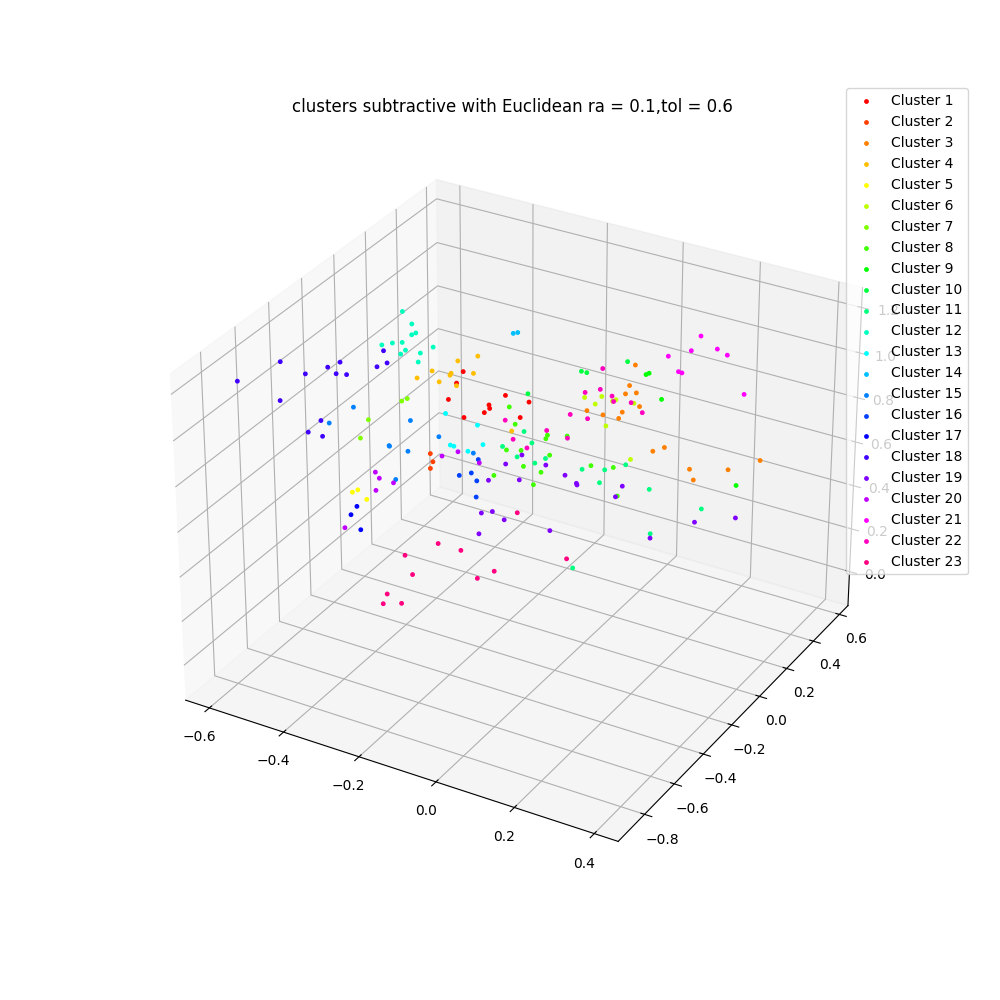 clusters subtractive with Euclidean ra = 0.1,tol = 0.6
Cluster 1
Cluster 2
Cluster 3
Cluster 4
Cluster 5
Cluster 6
Cluster 7
Cluster 8
Cluster 9
Cluster 10
Cluster 11
Cluster 12
Cluster 13
Cluster 14
Cluster 15
Cluster 16
Cluster 17
Cluster 18
Cluster 19
Cluster 20
Cluster 21
Cluster 22
Cluster 23
1.0
0.8
0.6
0.4
0.2
0.0
0.6
0.4
0.2
0.0
−0.2
−0.4
−0.6
−0.8
−0.6
−0.4
−0.2
0.0
0.2
0.4